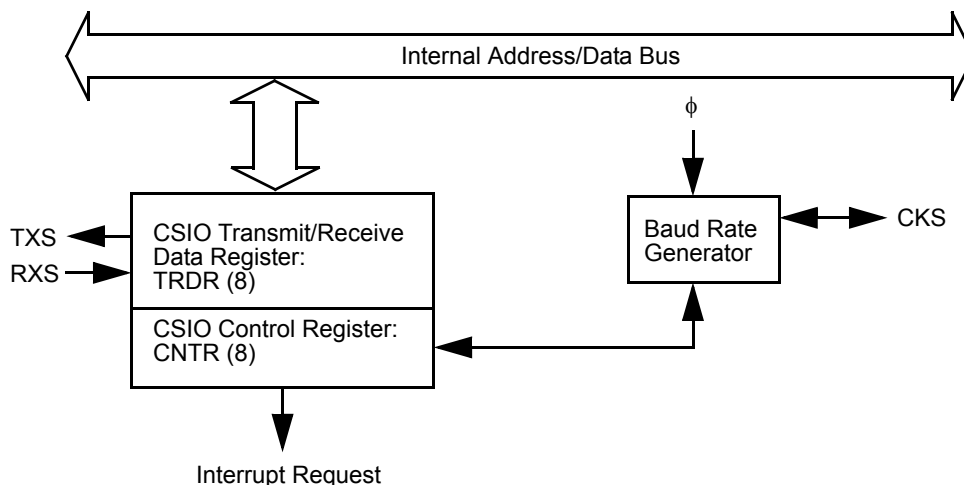 Internal Address/Data Bus
ϕ
TXS
RXS
CSIO Transmit/Receive
Data Register:
TRDR (8)
CSIO Control Register:
CNTR (8)
Baud Rate
Generator
CKS
Interrupt Request